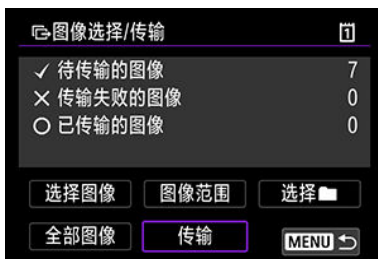 图像选择/传输 1
✓ 待传输的图像 7
✕ 传输失败的图像 0
○ 已传输的图像 0
选择图像 图像范围 选择
全部图像 传输 MENU